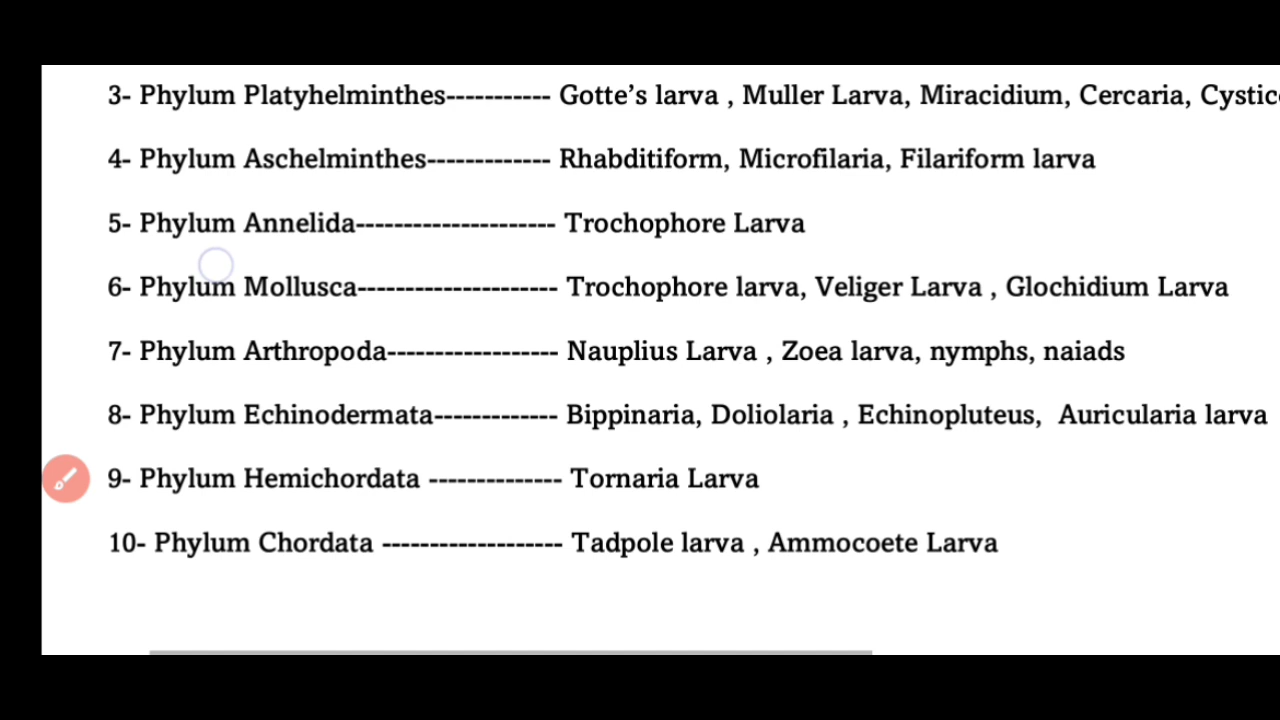 3- Phylum Platyhelminthes----------- Gotte's larva , Muller Larva, Miracidium, Cercaria,
4- Phylum Aschelminthes------------- Rhabditiform, Microfilaria, Filariform larva
5- Phylum Annelida--------------------- Trochophore Larva
6- Phylum Mollusca--------------------- Trochophore larva, Veliger Larva , Glochidium Larva
7- Phylum Arthropoda------------------ Nauplius Larva , Zoea larva, nymphs, naiads
8- Phylum Echinodermata------------- Bippinaria, Doliolaria , Echinopluteus,  Auricularia larva
9- Phylum Hemichordata -------------- Tornaria Larva
10- Phylum Chordata ------------------- Tadpole larva , Ammocoete Larva